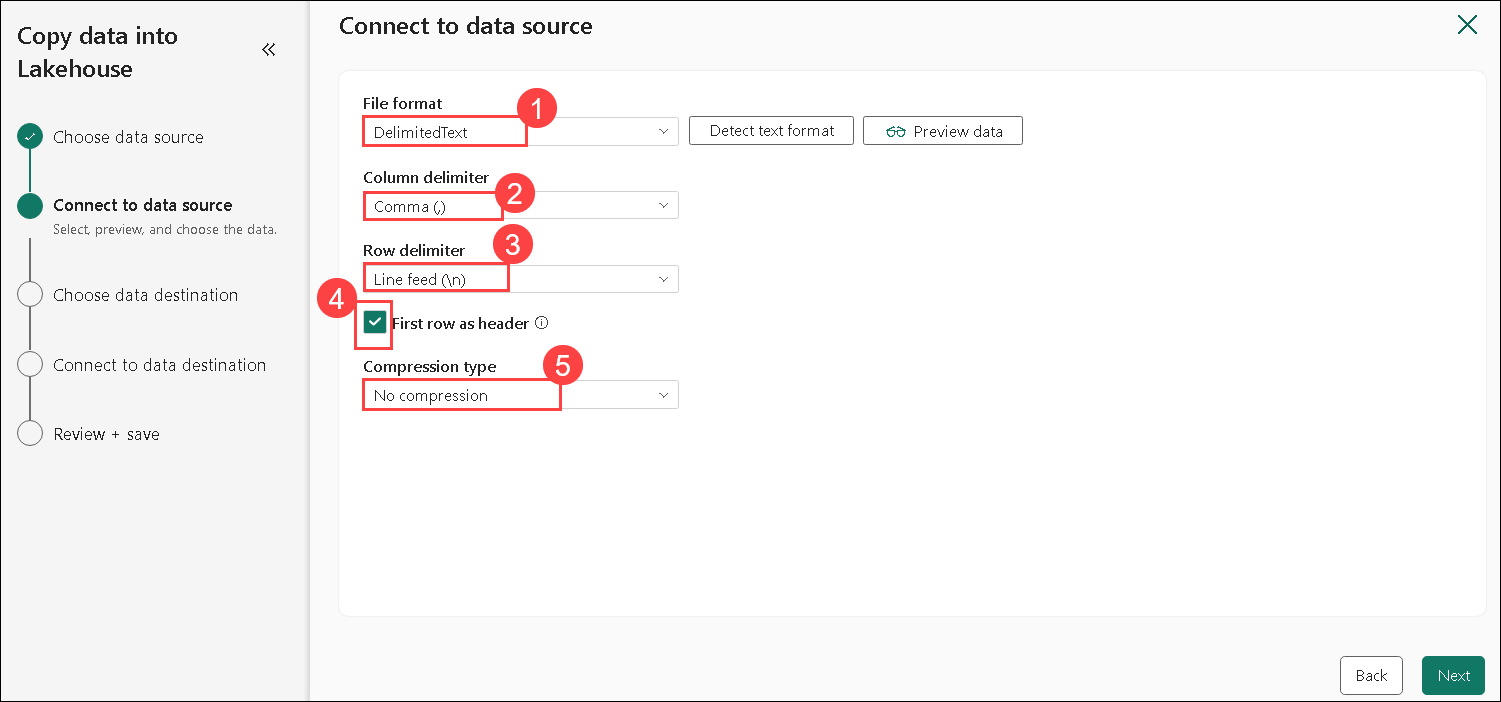 Copy data into
Lakehouse
Choose data source
Connect to data source
Select, preview, and choose the data.
Choose data destination
Connect to data destination
Review + save
Connect to data source
File format
1
DelimitedText
Detect text format
Preview data
Column delimiter
2
Comma (,)
Row delimiter
3
Line feed (\n)
4
First row as header
Compression type
5
No compression
Back
Next